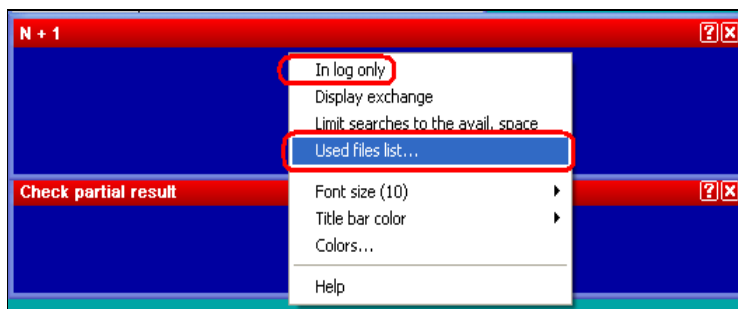 N + 1
In log only
Display exchange
Limit searches to the avail. space
Used files list...
Check partial result
Font size (10)
Title bar color
Colors...
Help